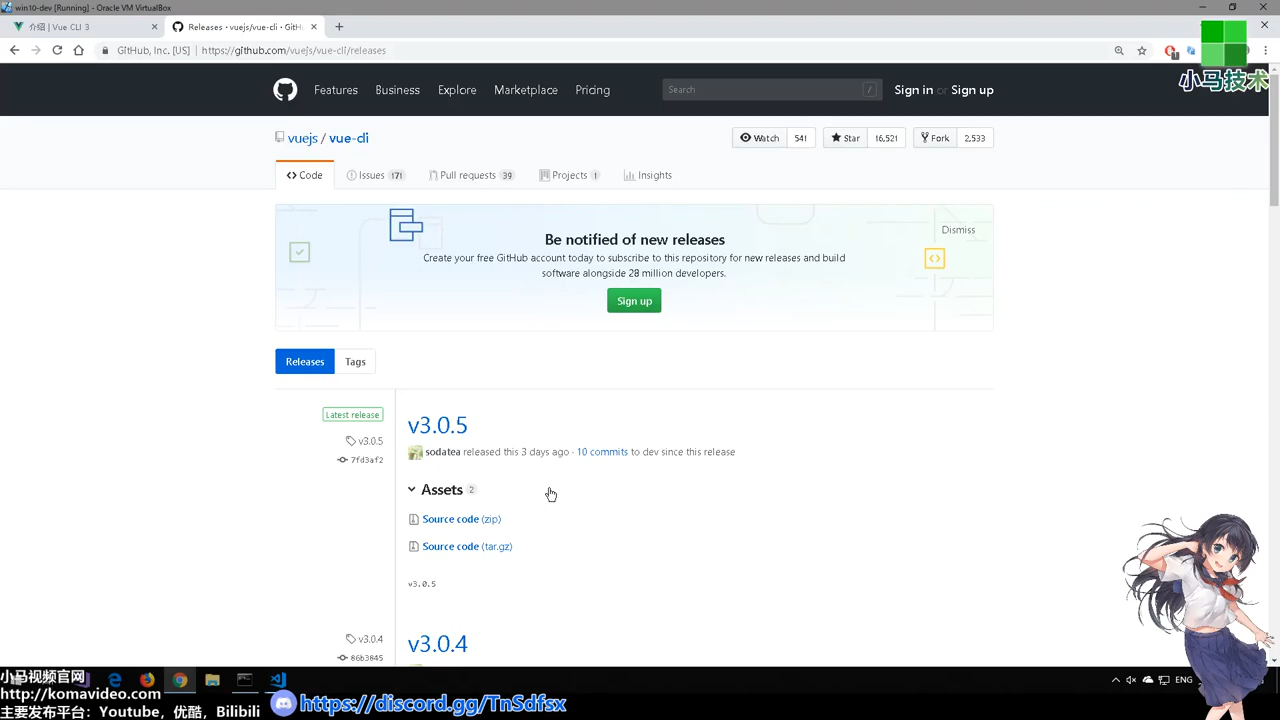 win10-dev [Running] - Oracle VM VirtualBox
介绍 | Vue CLI 3
Releases · vuejs/vue-cli · GitH
GitHub, Inc. [US]
https://github.com/vuejs/vue-cli/releases
小马技术
Features
Business
Explore
Marketplace
Pricing
Search
/
Sign in or Sign up
vuejs / vue-cli
Watch 541
Star 16,521
Fork 2,533
Code
Issues 171
Pull requests 39
Projects 1
Insights
Be notified of new releases
Dismiss
Create your free GitHub account today to subscribe to this repository for new releases and build
software alongside 28 million developers.
Sign up
Releases
Tags
Latest release
v3.0.5
7fd3af2
v3.0.5
sodatea released this 3 days ago · 10 commits to dev since this release
Assets 2
Source code (zip)
Source code (tar.gz)
v3.0.5
v3.0.4
86b3845
v3.0.4
小马视频官网
http://komavideo.com
主要发布平台：Youtube，优酷，Bilibili
https://discord.gg/TnSdfsx
ENG